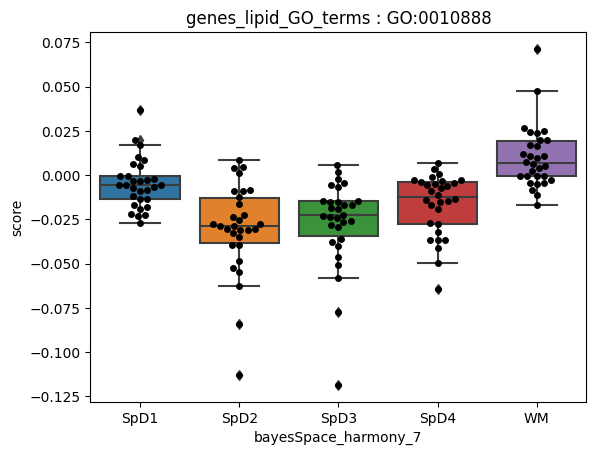 genes_lipid_GO_terms : GO:0010888
0.075
0.050
0.025
0.000
−0.025
−0.050
−0.075
−0.100
−0.125
score
SpD1 SpD2 SpD3 SpD4 WM
bayesSpace_harmony_7